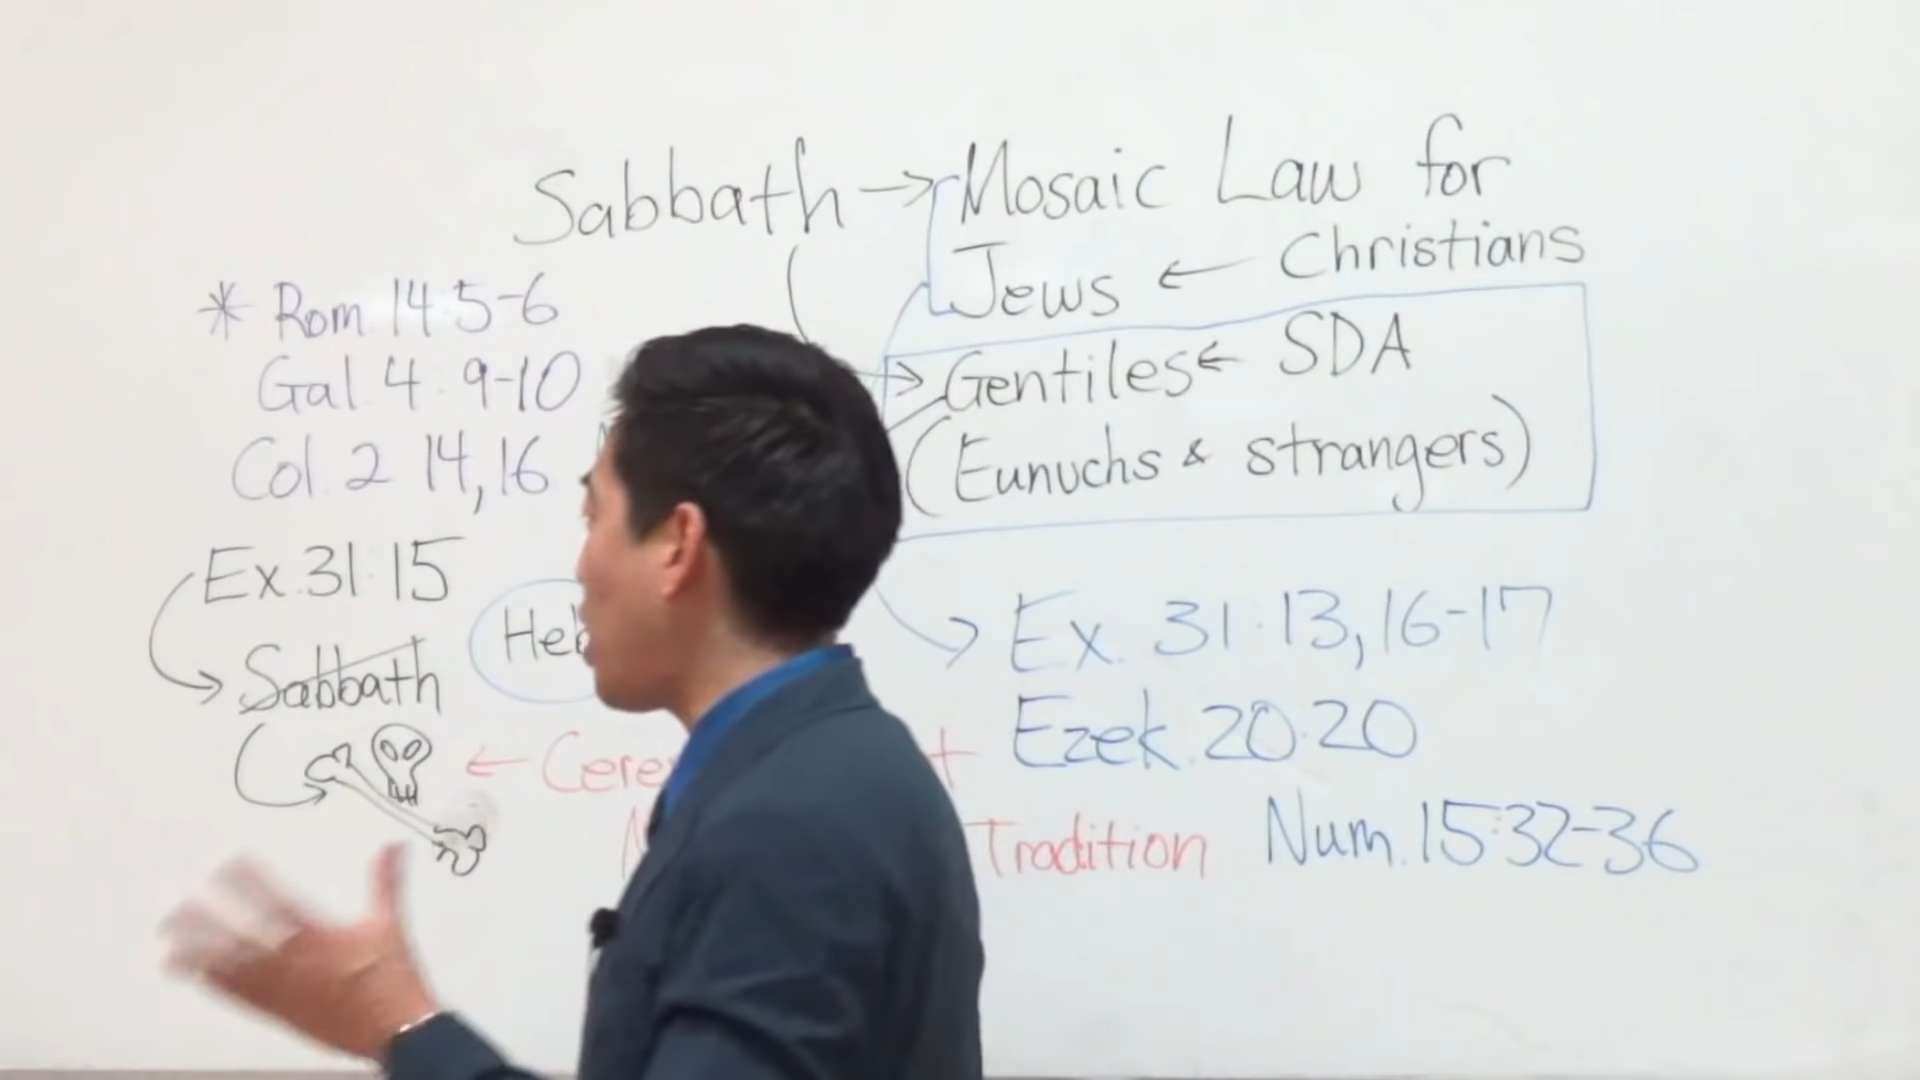 Sabbath → Mosaic Law for
Jews ← Christians
Gentiles ← SDA
(Eunuchs & strangers)
* Rom. 14:5-6
Gal. 4:9-10
Col. 2:14,16
Ex. 31:15
Sabbath
Ex. 31:13,16-17
Ezek. 20:20
Tradition
Num. 15:32-36